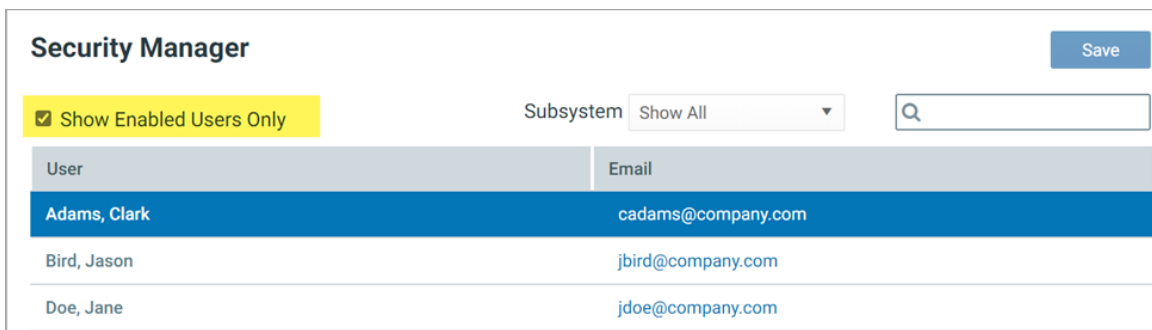 Security Manager
Save
Show Enabled Users Only
Subsystem Show All
User Email
Adams, Clark cadams@company.com
Bird, Jason jbird@company.com
Doe, Jane jdoe@company.com